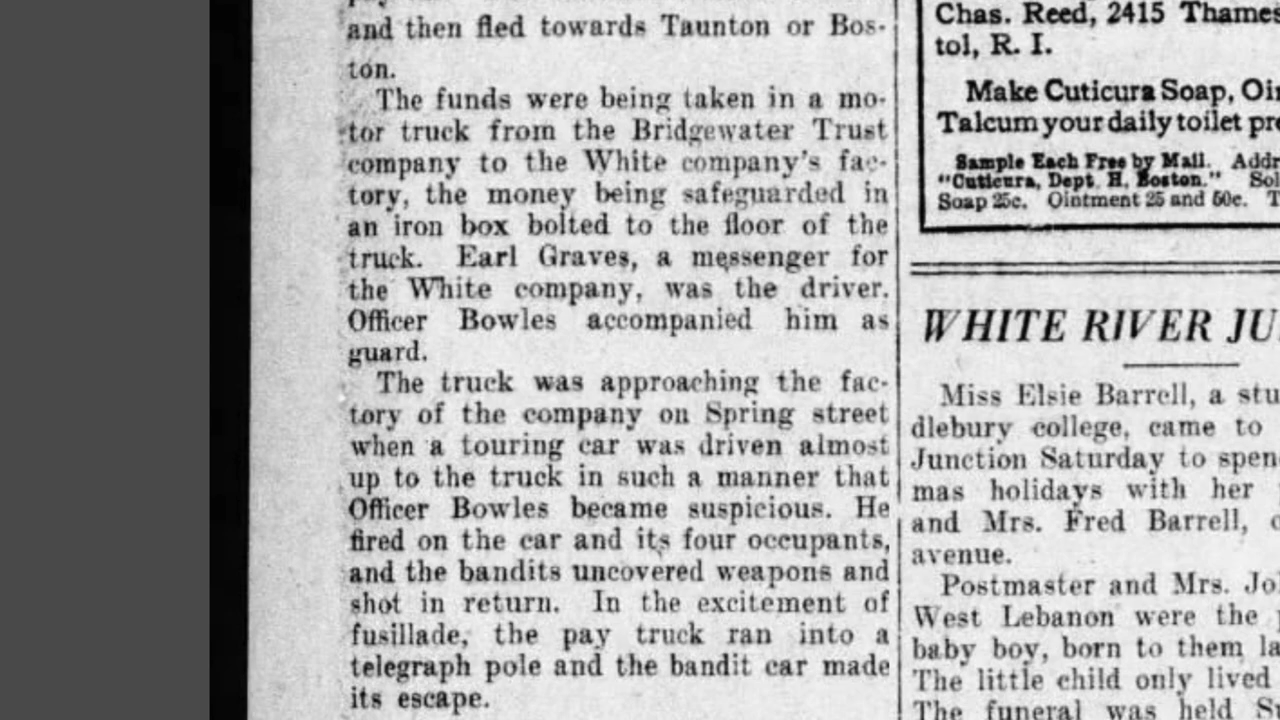 and then fled towards Taunton or Bos-
ton.
The funds were being taken in a mo-
tor truck from the Bridgewater Trust
company to the White company's fac-
tory, the money being safeguarded in
an iron box bolted to the floor of the
truck. Earl Graves, a messenger for
the White company, was the driver.
Officer Bowles accompanied him as
guard.
The truck was approaching the fac-
tory of the company on Spring street
when a touring car was driven almost
up to the truck in such a manner that
Officer Bowles became suspicious. He
fired on the car and its four occupants,
and the bandits uncovered weapons and
shot in return. In the excitement of
fusillade, the pay truck ran into a
telegraph pole and the bandit car made
its escape.
Chas. Reed, 2415 Thames
tol, R. I.
Make Cuticura Soap, Oin
Talcum your daily toilet pre
Sample Each Free by Mail. Addr
"Cuticura, Dept. H, Boston." Sol
Soap 25c. Ointment 25 and 50c. T
WHITE RIVER JU
Miss Elsie Barrell, a stu
dlebury college, came to
Junction Saturday to spen
mas holidays with her
and Mrs. Fred Barrell,
avenue.
Postmaster and Mrs. Jo
West Lebanon were the
baby boy, born to them la
The little child only lived
The funeral was held